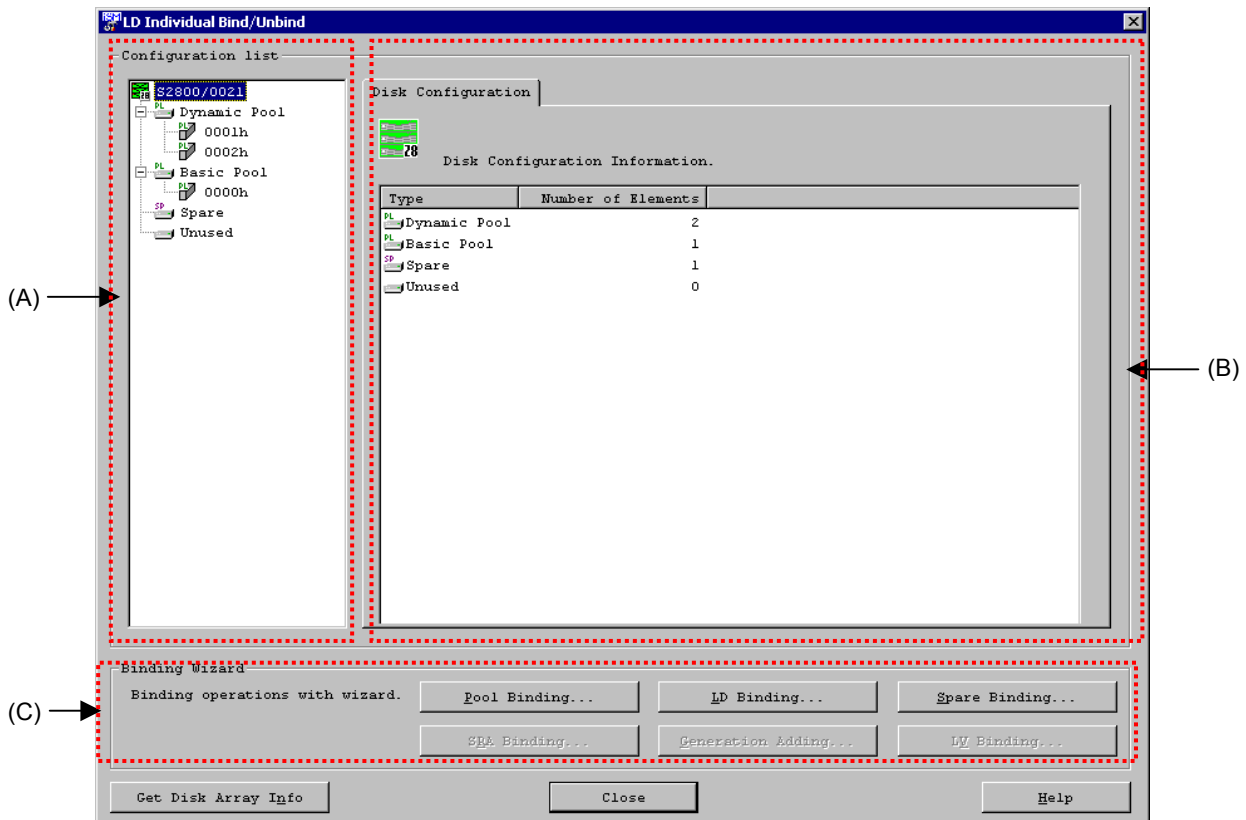 LD Individual Bind/Unbind
Configuration list
S2800/0021
Dynamic Pool
0001h
0002h
Basic Pool
0000h
Spare
Unused
Disk Configuration
Disk Configuration Information.
Type Number of Elements
Dynamic Pool 2
Basic Pool 1
Spare 1
Unused 0
(A)
(B)
Binding Wizard
Binding operations with wizard.
Pool Binding... LD Binding... Spare Binding...
(C)
SRA Binding... Generation Adding... LV Binding...
Get Disk Array Info Close Help